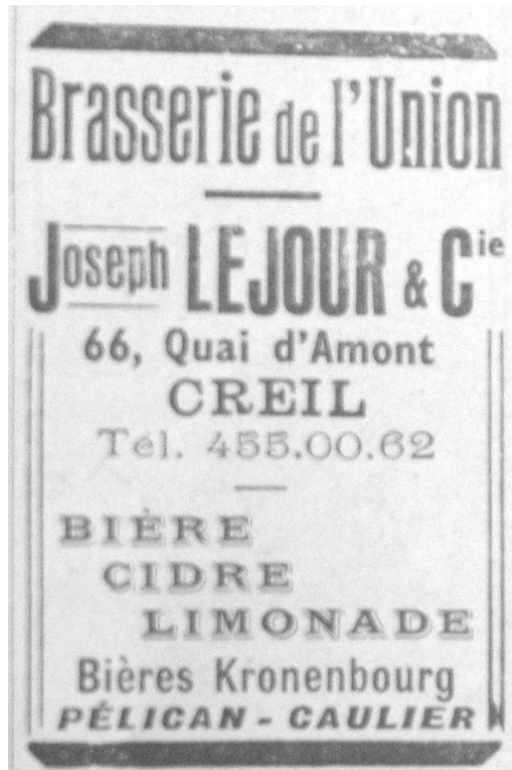 Brasserie de l'Union
Joseph LEJOUR & Cie
66, Quai d'Amont
CREIL
Tél. 455.00.62
BIÈRE
CIDRE
LIMONADE
Bières Kronenbourg
PÉLICAN - CAULIER